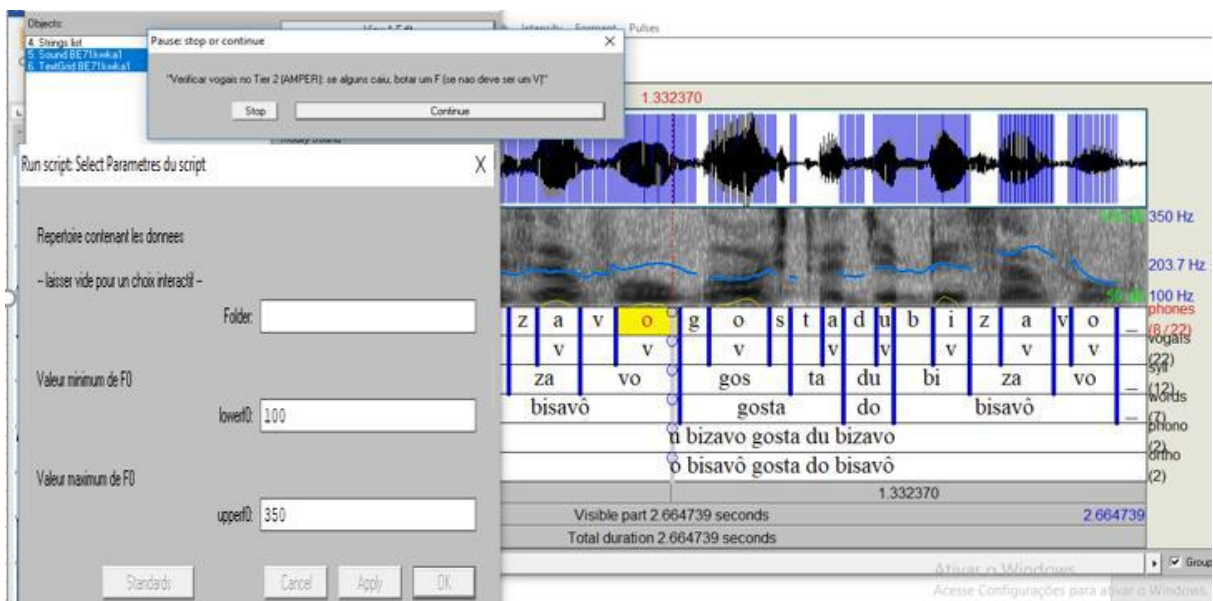 Objects:
4. Strings list
5. Sound BE71kwka1
6. TextGrid BE71kwka1
View & Edit
Intensity Formant Pulses
Pause: stop or continue
"Verificar vogais no Tier 2 (AMPER): se alguns caiu, botar um F (se nao deve ser um V)"
Stop Continue
Run script: Select Parametres du script
Repertoire contenant les donnees
-- laisser vide pour un choix interactif --
Folder:
Valeur minimum de F0
lowerf0: 100
Valeur maximum de F0
upperf0: 350
Standards Cancel Apply OK
1.332370
350 Hz
203.7 Hz
100 Hz
z a v o g o s t a d u b i z a v o _ phones (8/22)
v v v v v v v v vogais (22)
za vo gos ta du bi za vo _ syll (12)
bisavô gosta do bisavô _ words (7)
u bizavo gosta du bizavo phono (2)
o bisavô gosta do bisavô ortho (2)
1.332370
Visible part 2.664739 seconds 2.664739
Total duration 2.664739 seconds
Group
Ativar o Windows
Acesse Configurações para ativar o Windows.